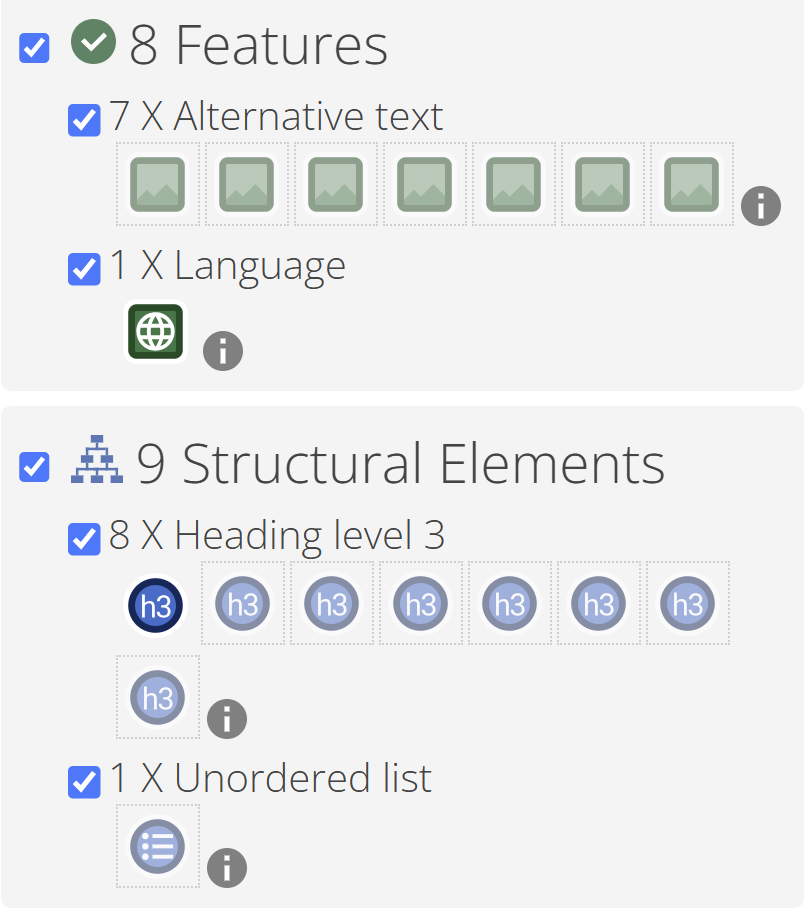 8 Features
7 X Alternative text
1 X Language
9 Structural Elements
8 X Heading level 3
h3 h3 h3 h3 h3 h3 h3
h3
1 X Unordered list